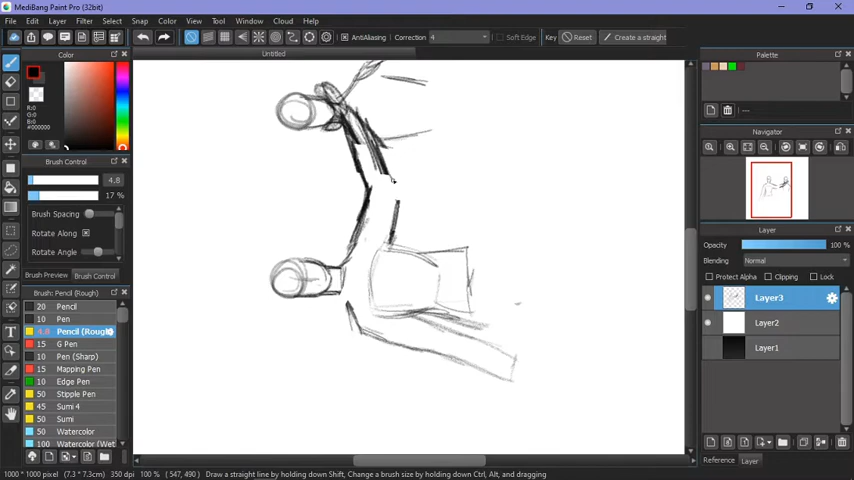 MediBang Paint Pro (32bit)
File Edit Layer Filter Select Snap Color View Tool Window Cloud Help
AntiAliasing Correction 4 Soft Edge Key Reset Create a straight
Color
Untitled
Palette
R:0
G:0
B:0
#000000
---
Navigator
Brush Control
4.8
17 %
Brush Spacing
Rotate Along
Rotate Angle
Brush Preview Brush Control
Layer
Opacity 100 %
Blending Normal
Protect Alpha Clipping Lock
Layer3
Layer2
Layer1
Brush: Pencil (Rough)
20 Pencil
10 Pen
4.8 Pencil (Rough
15 G Pen
10 Pen (Sharp)
15 Mapping Pen
10 Edge Pen
50 Stipple Pen
45 Sumi 4
50 Sumi
50 Watercolor
100 Watercolor (Wet
Reference Layer
1000 * 1000 pixel (7.3 * 7.3cm) 350 dpi 100 % ( 547, 490 ) Draw a straight line by holding down Shift, Change a brush size by holding down Ctrl, Alt, and dragging